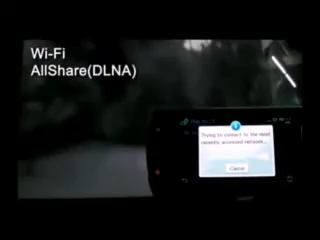 Wi-Fi
AllShare(DLNA)
Trying to connect to the most
recently accessed network...
Cancel